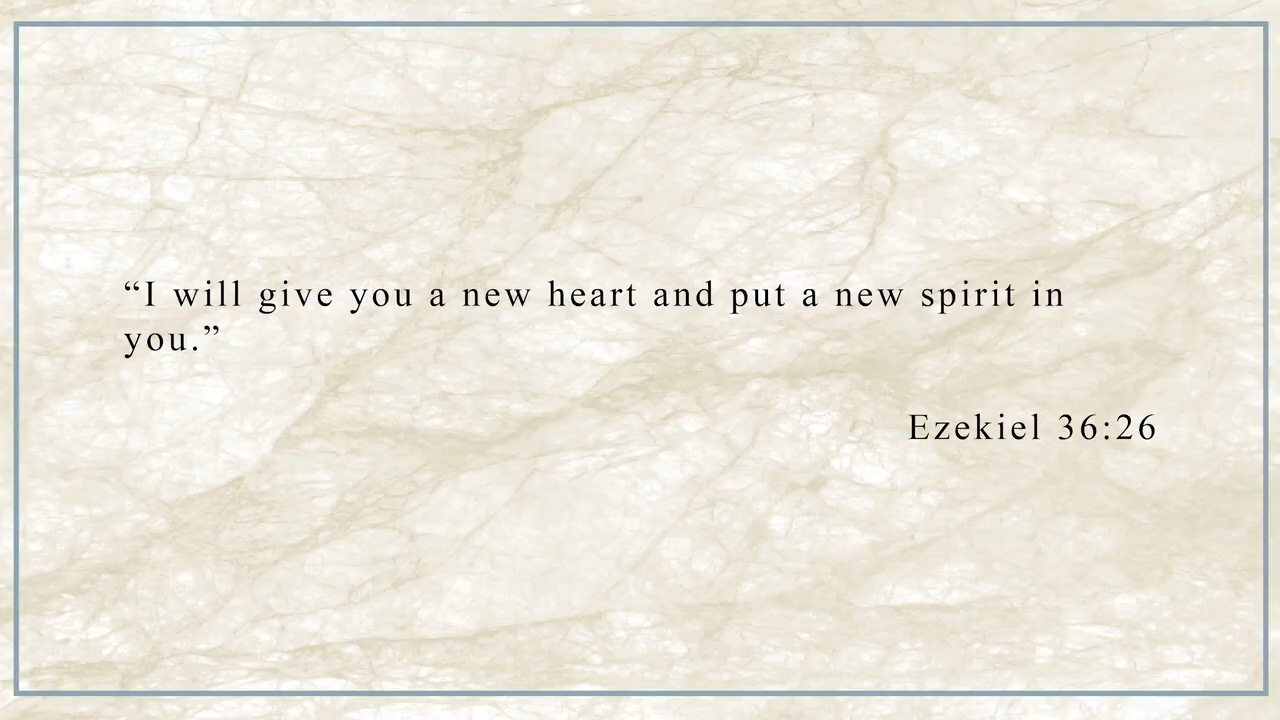 “I will give you a new heart and put a new spirit in
you.”
Ezekiel 36:26